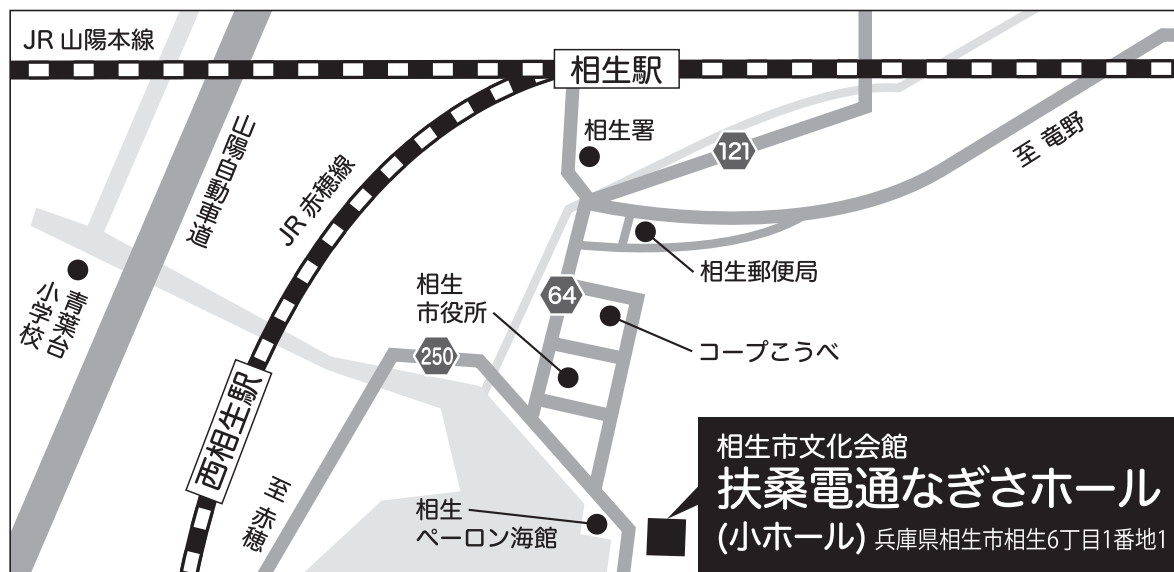 JR 山陽本線
相生駅
相生署
121
至 竜野
山陽自動車道
JR 赤穂線
相生郵便局
青葉台
小学校
相生
市役所
64
コープこうべ
250
西相生駅
至 赤穂
相生
ペーロン海館
相生市文化会館
扶桑電通なぎさホール
(小ホール) 兵庫県相生市相生6丁目1番地1